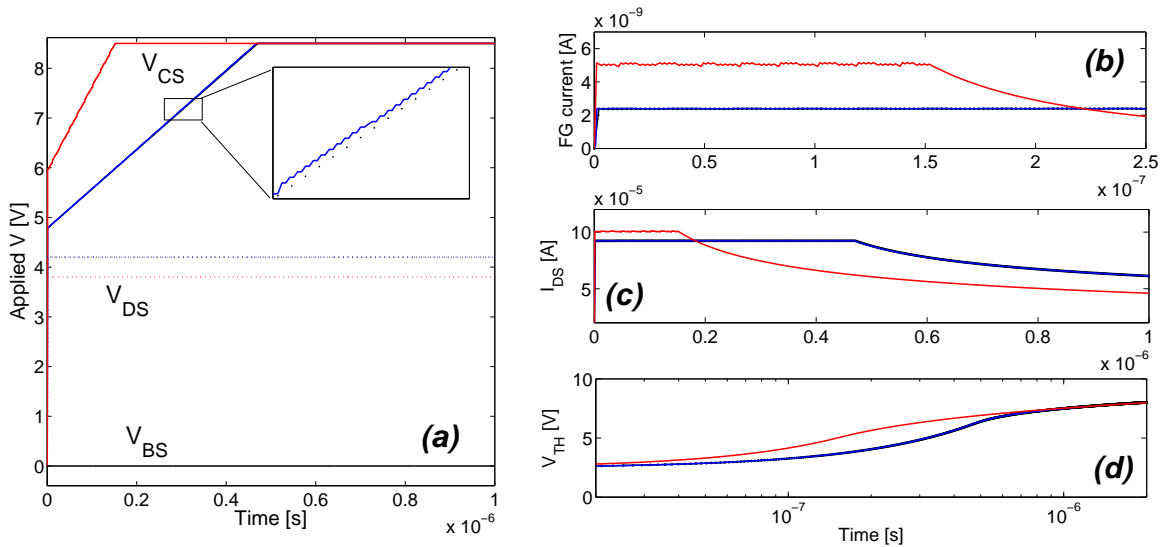 8
7
6
5
4
3
2
1
0
Applied V [V]
V_CS
V_DS
V_BS
(a)
0 0.2 0.4 0.6 0.8 1
Time [s]
x 10⁻⁶
x 10⁻⁹
6
4
2
0
FG current [A]
(b)
0 0.5 1 1.5 2 2.5
x 10⁻⁷
x 10⁻⁵
10
5
I_DS [A]
(c)
0 0.2 0.4 0.6 0.8 1
x 10⁻⁶
10
5
0
V_TH [V]
(d)
10⁻⁷ 10⁻⁶
Time [s]